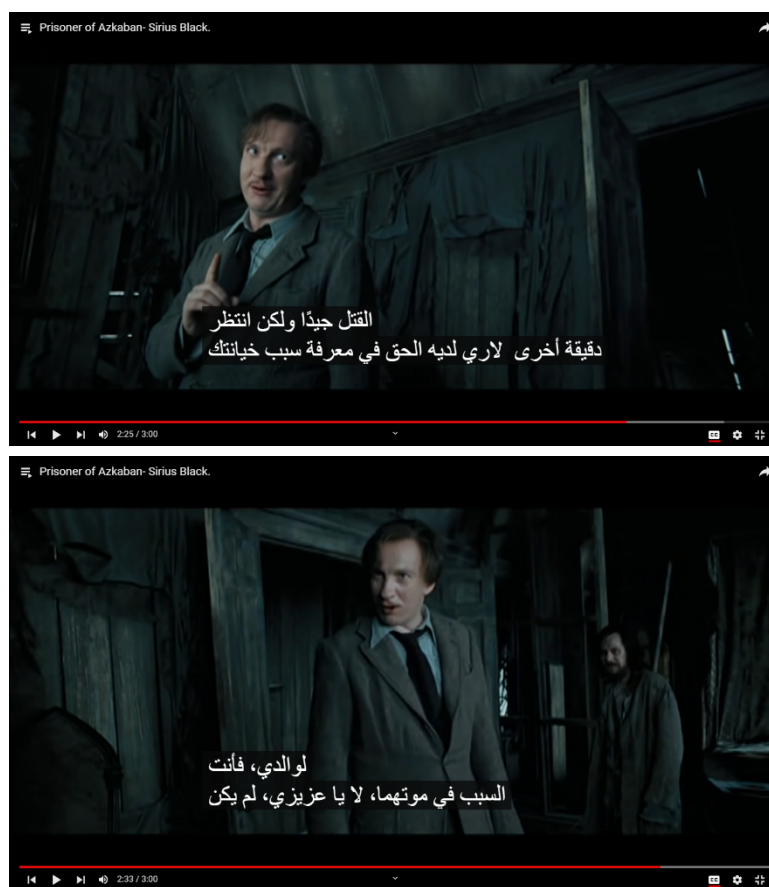 Prisoner of Azkaban- Sirius Black.
القتل جيدًا ولكن انتظر
دقيقة أخرى لاري لديه الحق في معرفة سبب خيانتك
2:25 / 3:00
CC
Prisoner of Azkaban- Sirius Black.
لوالدي، فأنت
السبب في موتهما، لا يا عزيزي، لم يكن
2:33 / 3:00
CC